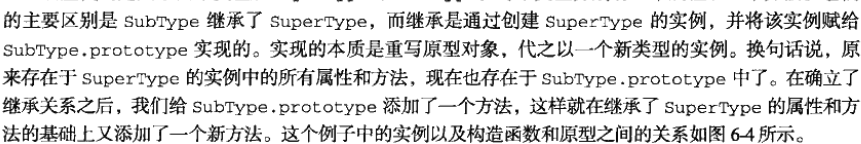 的主要区别是 SubType 继承了 SuperType，而继承是通过创建 SuperType 的实例，并将该实例赋给
SubType.prototype 实现的。实现的本质是重写原型对象，代之以一个新类型的实例。换句话说，原
来存在于 SuperType 的实例中的所有属性和方法，现在也存在于 SubType.prototype 中了。在确立了
继承关系之后，我们给 SubType.prototype 添加了一个方法，这样就在继承了 SuperType 的属性和方
法的基础上又添加了一个新方法。这个例子中的实例以及构造函数和原型之间的关系如图 6-4 所示。